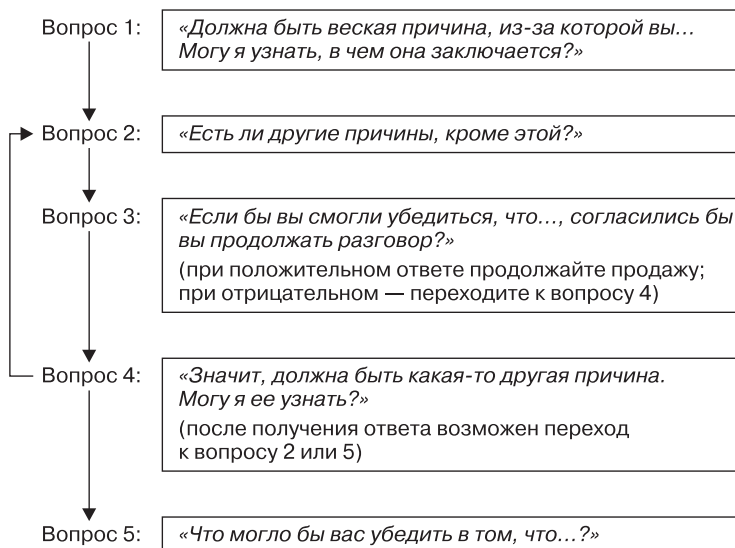 Вопрос 1: «Должна быть веская причина, из-за которой вы...
Могу я узнать, в чем она заключается?»
Вопрос 2: «Есть ли другие причины, кроме этой?»
Вопрос 3: «Если бы вы смогли убедиться, что..., согласились бы
вы продолжать разговор?»
(при положительном ответе продолжайте продажу;
при отрицательном — переходите к вопросу 4)
Вопрос 4: «Значит, должна быть какая-то другая причина.
Могу я ее узнать?»
(после получения ответа возможен переход
к вопросу 2 или 5)
Вопрос 5: «Что могло бы вас убедить в том, что...?»